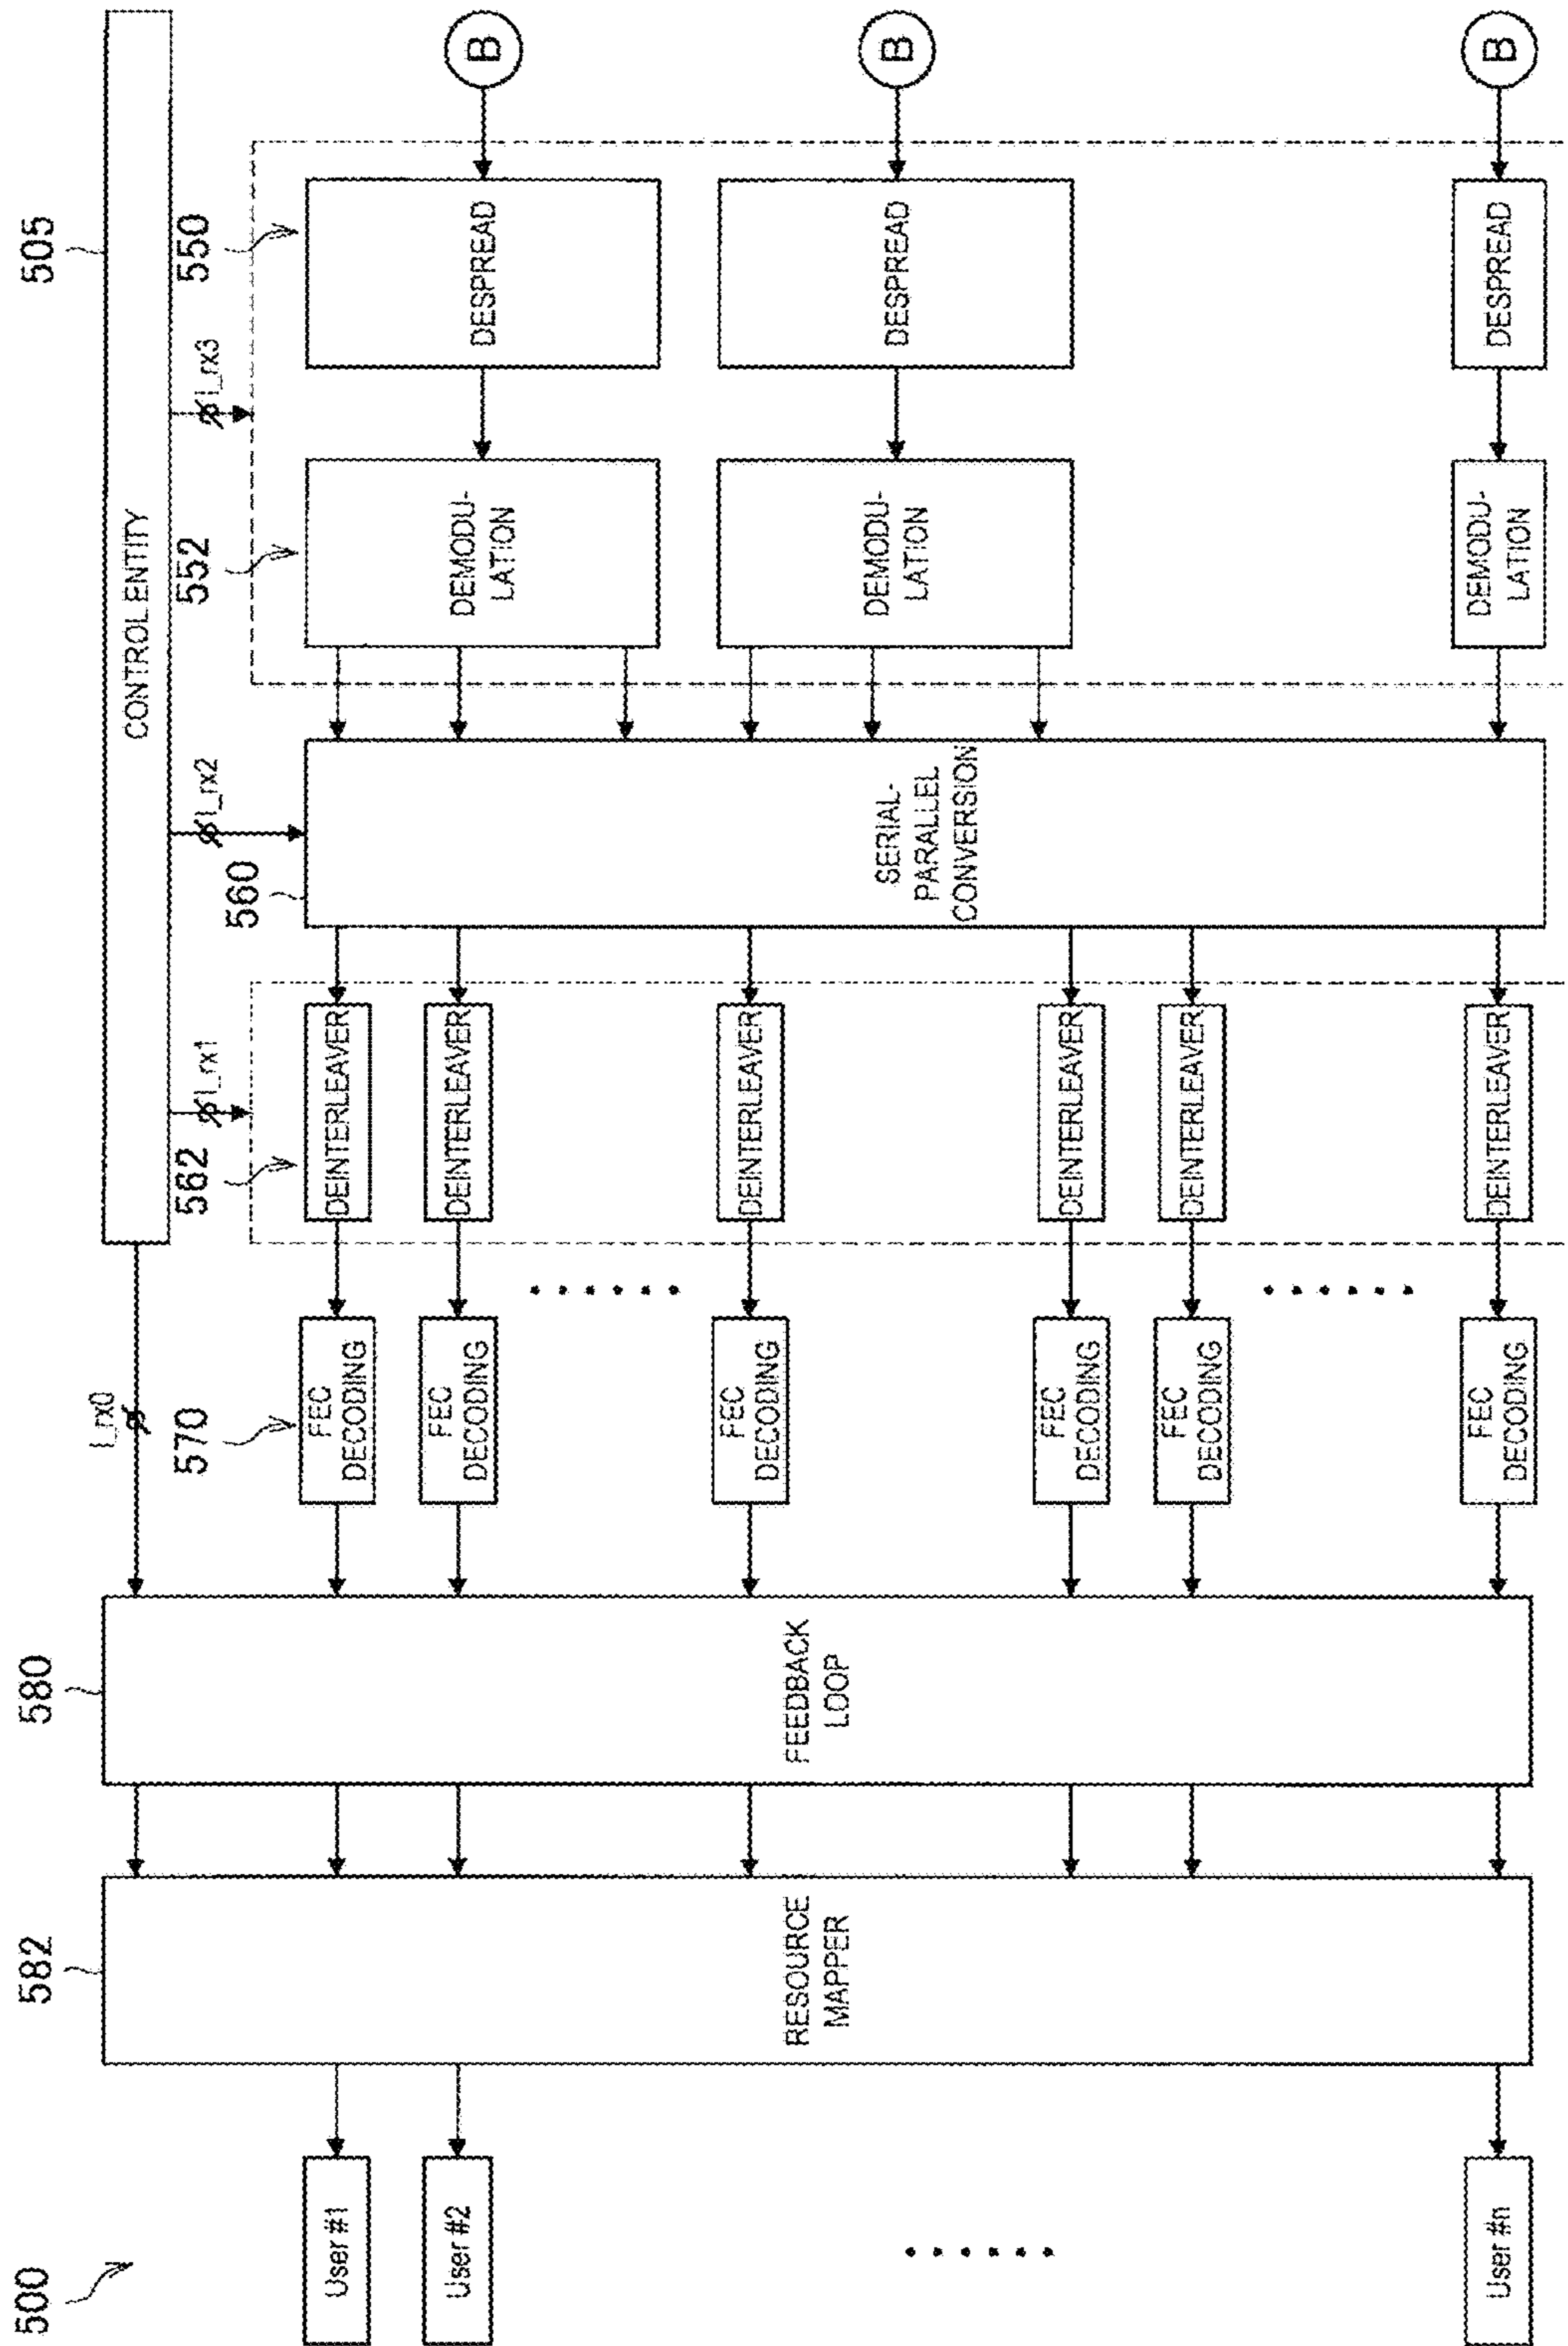 500
582
580
505
User #1
User #2
User #n
RESOURCE
MAPPER
FEEDBACK
LOOP
I_rx0
570
FEC
DECODING
FEC
DECODING
FEC
DECODING
FEC
DECODING
FEC
DECODING
FEC
DECODING
CONTROL ENTITY
562
I_rx1
DEINTERLEAVER
DEINTERLEAVER
DEINTERLEAVER
DEINTERLEAVER
DEINTERLEAVER
DEINTERLEAVER
560
I_rx2
SERIAL-
PARALLEL
CONVERSION
552
I_rx3
550
DEMODU-
LATION
DEMODU-
LATION
DEMODU-
LATION
DESPREAD
DESPREAD
DESPREAD
B
B
B